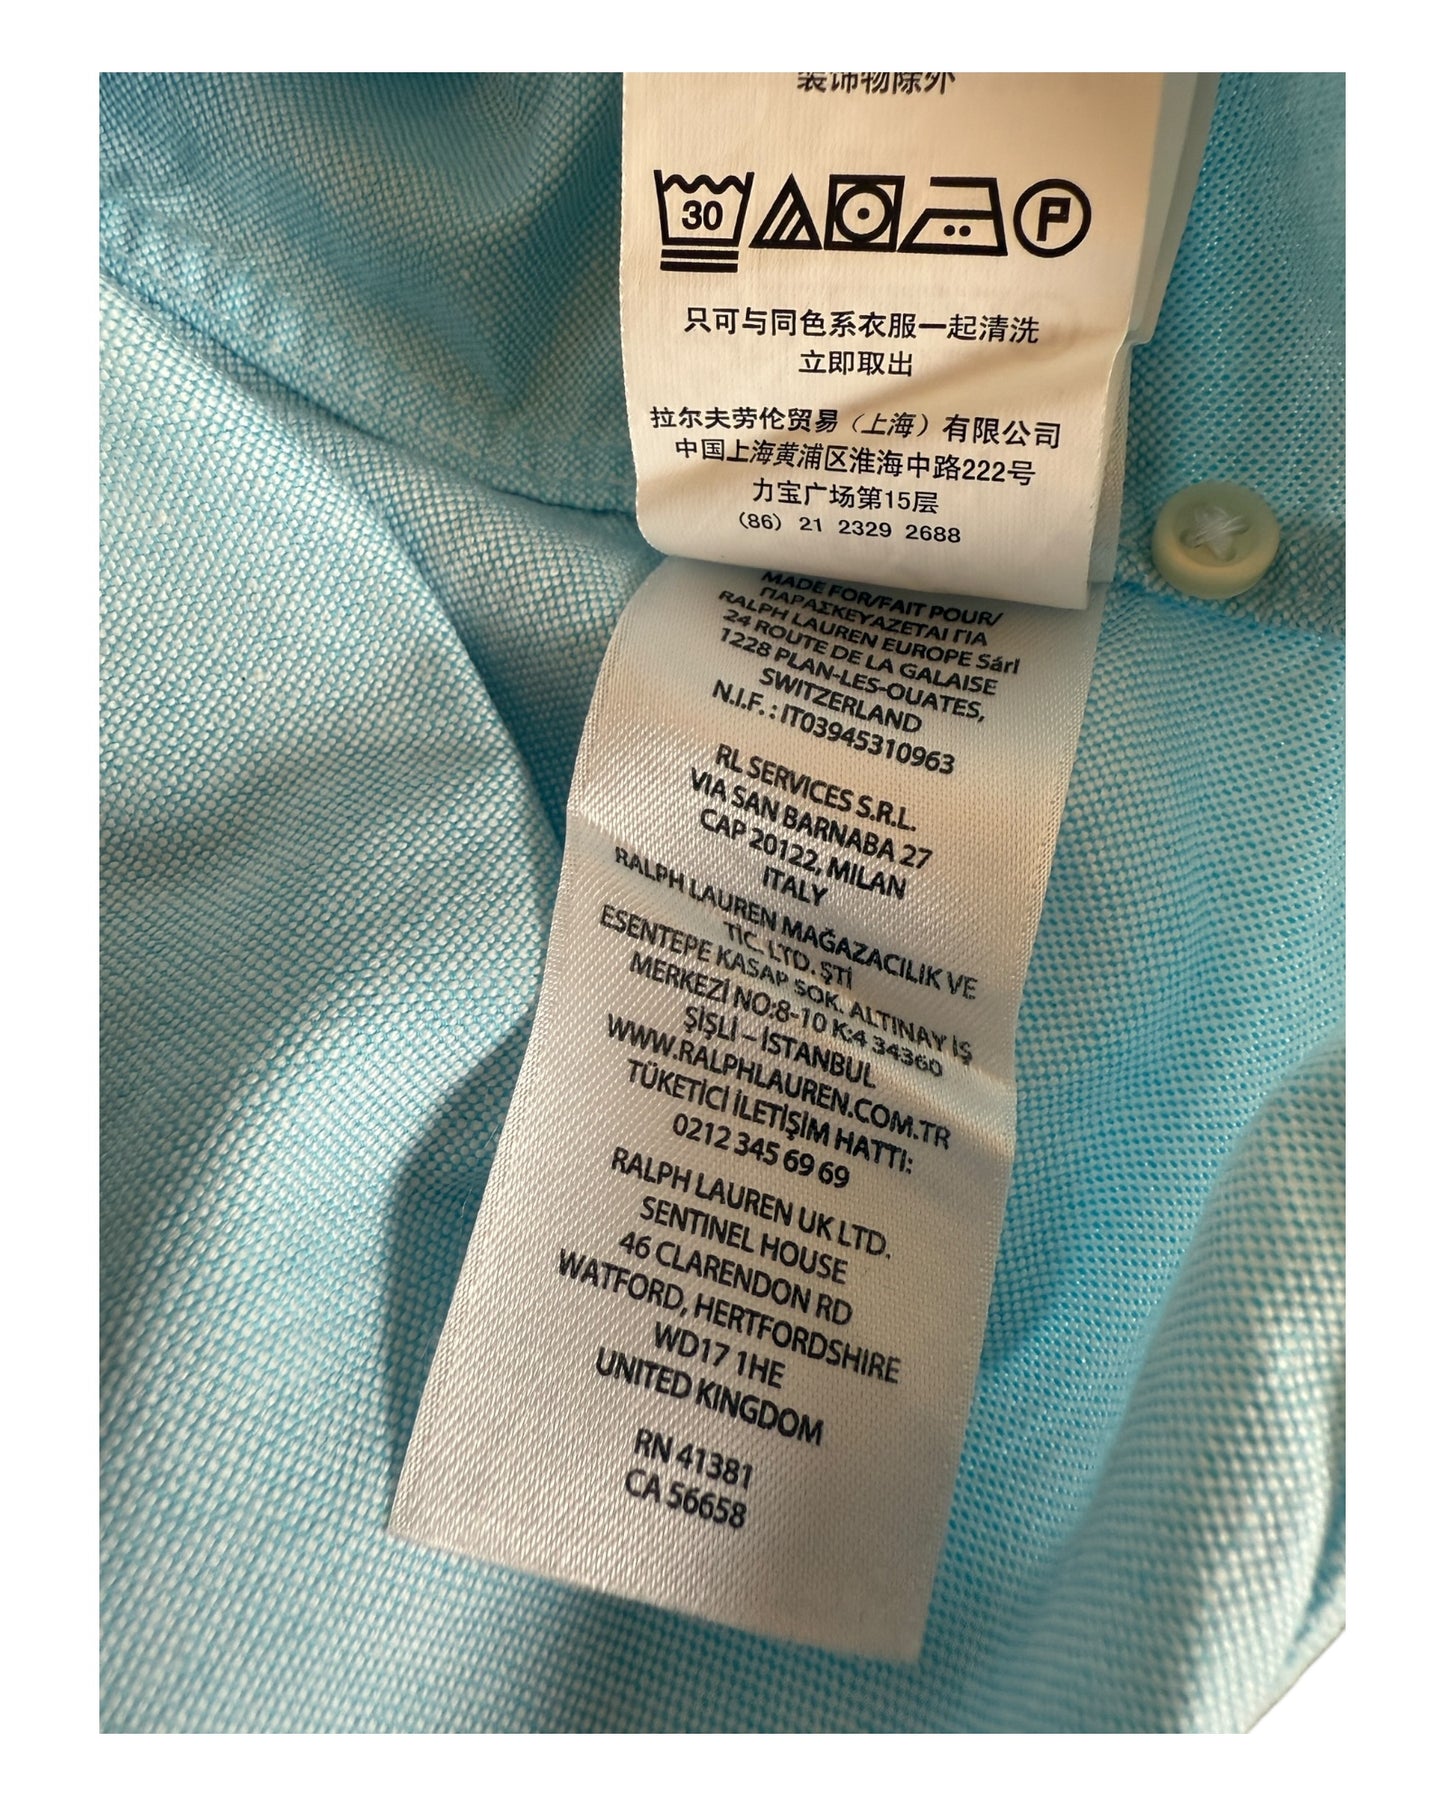 装饰物除外
30
P
只可与同色系衣服一起清洗
立即取出
拉尔夫劳伦贸易（上海）有限公司
中国上海黄浦区淮海中路222号
力宝广场第15层
(86) 21 2329 2688
MADE FOR/FAIT POUR/
ΠΑΡΑΣΚΕΥΑΖΕΤΑΙ ΓΙΑ
RALPH LAUREN EUROPE Sárl
24 ROUTE DE LA GALAISE
1228 PLAN-LES-OUATES,
SWITZERLAND
N.I.F. : IT03945310963
RL SERVICES S.R.L.
VIA SAN BARNABA 27
CAP 20122, MILAN
ITALY
RALPH LAUREN MAĞAZACILIK VE
TIC. LTD. ŞTİ
ESENTEPE KASAP SOK. ALTINAY İŞ
MERKEZİ NO:8-10 K:4 34360
ŞİŞLİ – İSTANBUL
WWW.RALPHLAUREN.COM.TR
TÜKETİCİ İLETİŞİM HATTI:
0212 345 69 69
RALPH LAUREN UK LTD.
SENTINEL HOUSE
46 CLARENDON RD
WATFORD, HERTFORDSHIRE
WD17 1HE
UNITED KINGDOM
RN 41381
CA 56658